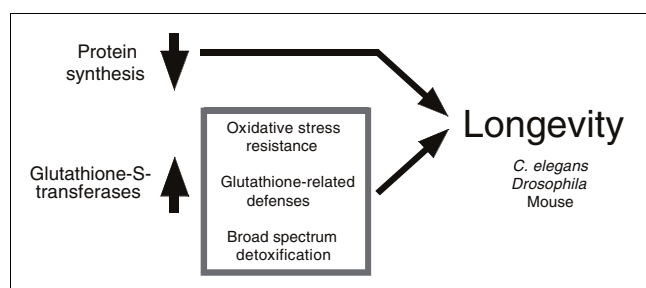 Protein
synthesis
Glutathione-S-
transferases
Oxidative stress
resistance
Glutathione-related
defenses
Broad spectrum
detoxification
Longevity
C. elegans
Drosophila
Mouse